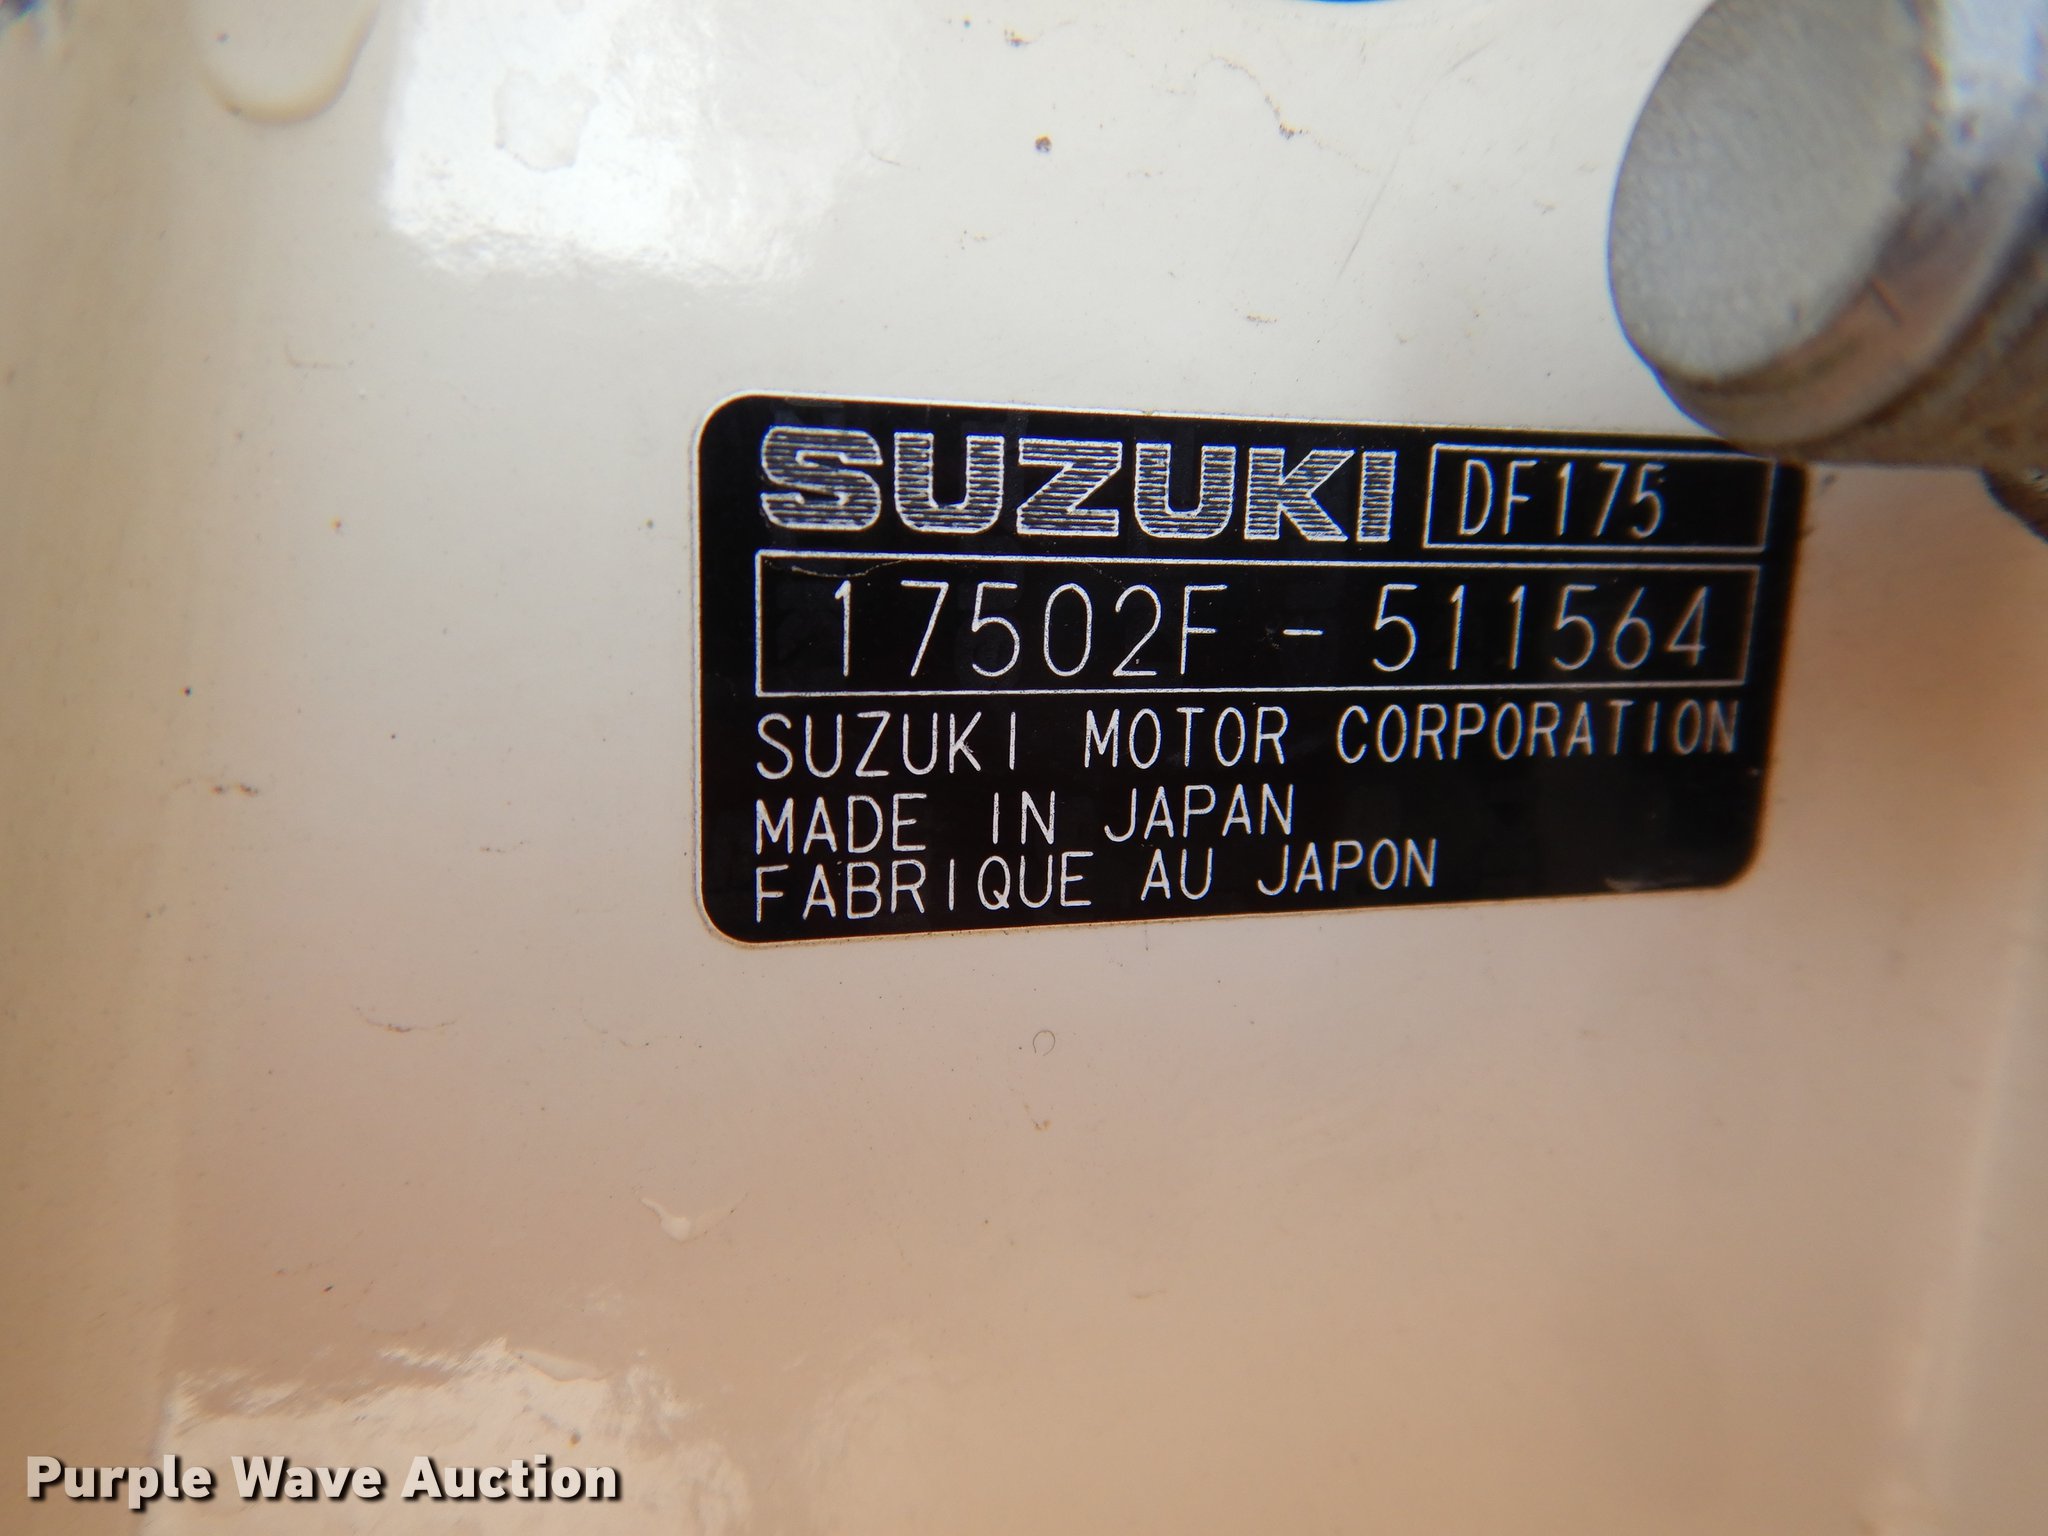 SUZUKI DF175
17502F-511564
SUZUKI MOTOR CORPORATION
MADE IN JAPAN
FABRIQUE AU JAPON
Purple Wave Auction